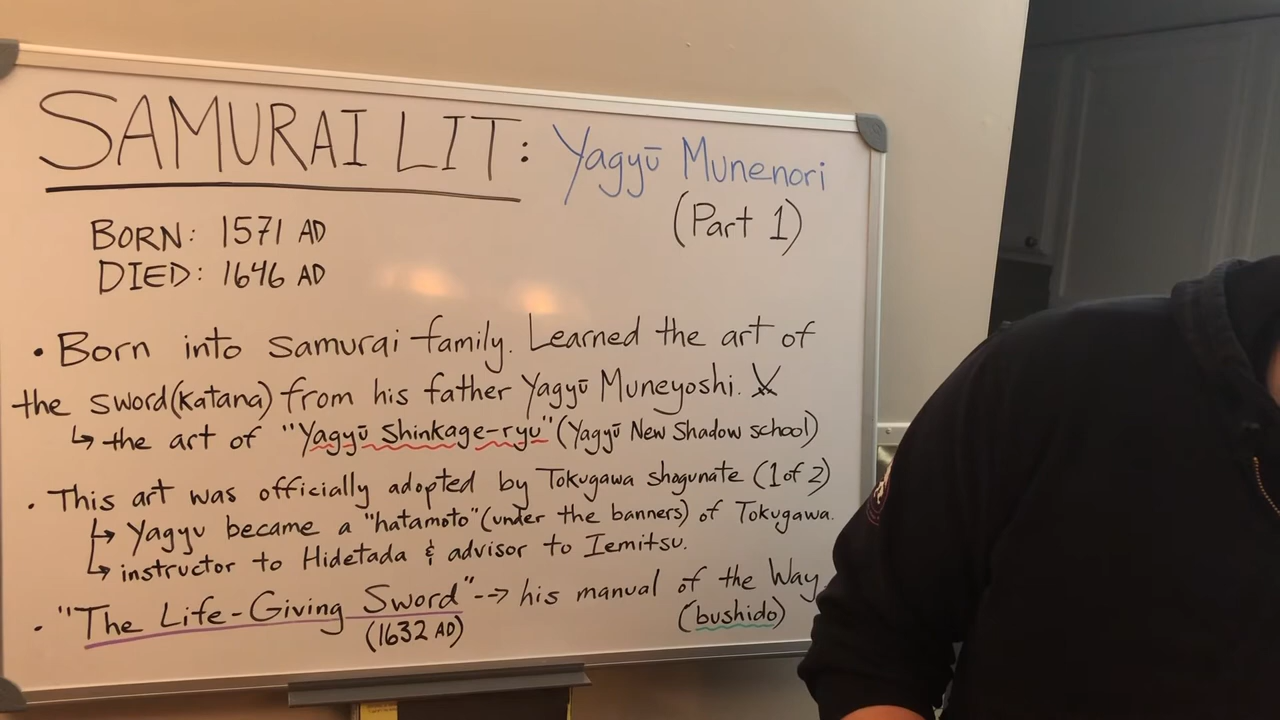 SAMURAI LIT: Yagyū Munenori
(Part 1)
BORN: 1571 AD
DIED: 1646 AD
• Born into samurai family. Learned the art of
the sword (katana) from his father Yagyū Muneyoshi.
↳ the art of "Yagyū Shinkage-ryu" (Yagyū New Shadow school)
• This art was officially adopted by Tokugawa shogunate (1 of 2)
↳ Yagyu became a "hatamoto" (under the banners) of Tokugawa.
↳ instructor to Hidetada & advisor to Iemitsu.
• "The Life-Giving Sword" --> his manual of the Way.
(1632 AD) (bushido)